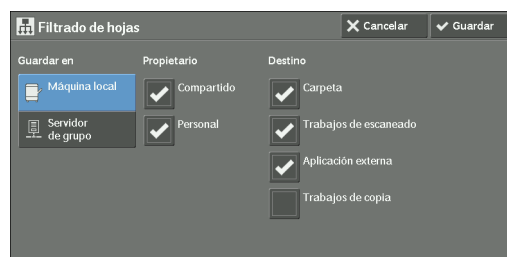 Filtrado de hojas
Cancelar
Guardar
Guardar en
Propietario
Destino
Máquina local
Servidor
de grupo
Compartido
Personal
Carpeta
Trabajos de escaneado
Aplicación externa
Trabajos de copia